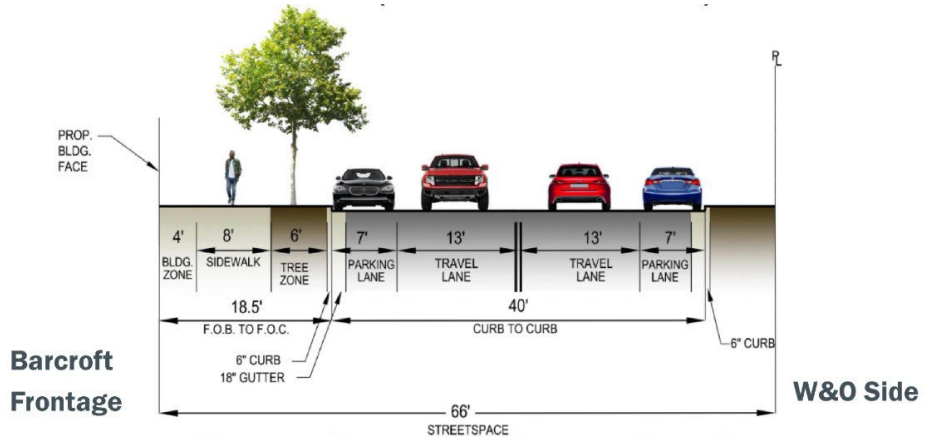 PL
PROP.
BLDG.
FACE
4'
8'
6'
7'
13'
13'
7'
BLDG.
ZONE
SIDEWALK
TREE
ZONE
PARKING
LANE
TRAVEL
LANE
TRAVEL
LANE
PARKING
LANE
18.5'
F.O.B. TO F.O.C.
40'
CURB TO CURB
6" CURB
18" GUTTER
6" CURB
Barcroft
Frontage
W&O Side
66'
STREETSPACE